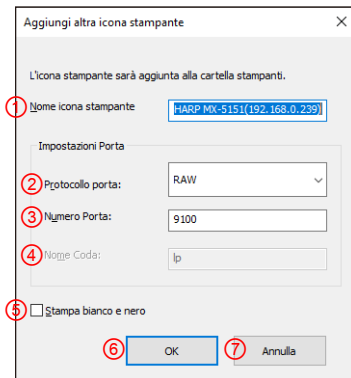 Aggiungi altra icona stampante
L'icona stampante sarà aggiunta alla cartella stampanti.
① Nome icona stampante HARP MX-5151(192.168.0.239)
Impostazioni Porta
② Protocollo porta: RAW
③ Numero Porta: 9100
④ Nome Coda: lp
⑤ Stampa bianco e nero
⑥ OK ⑦ Annulla